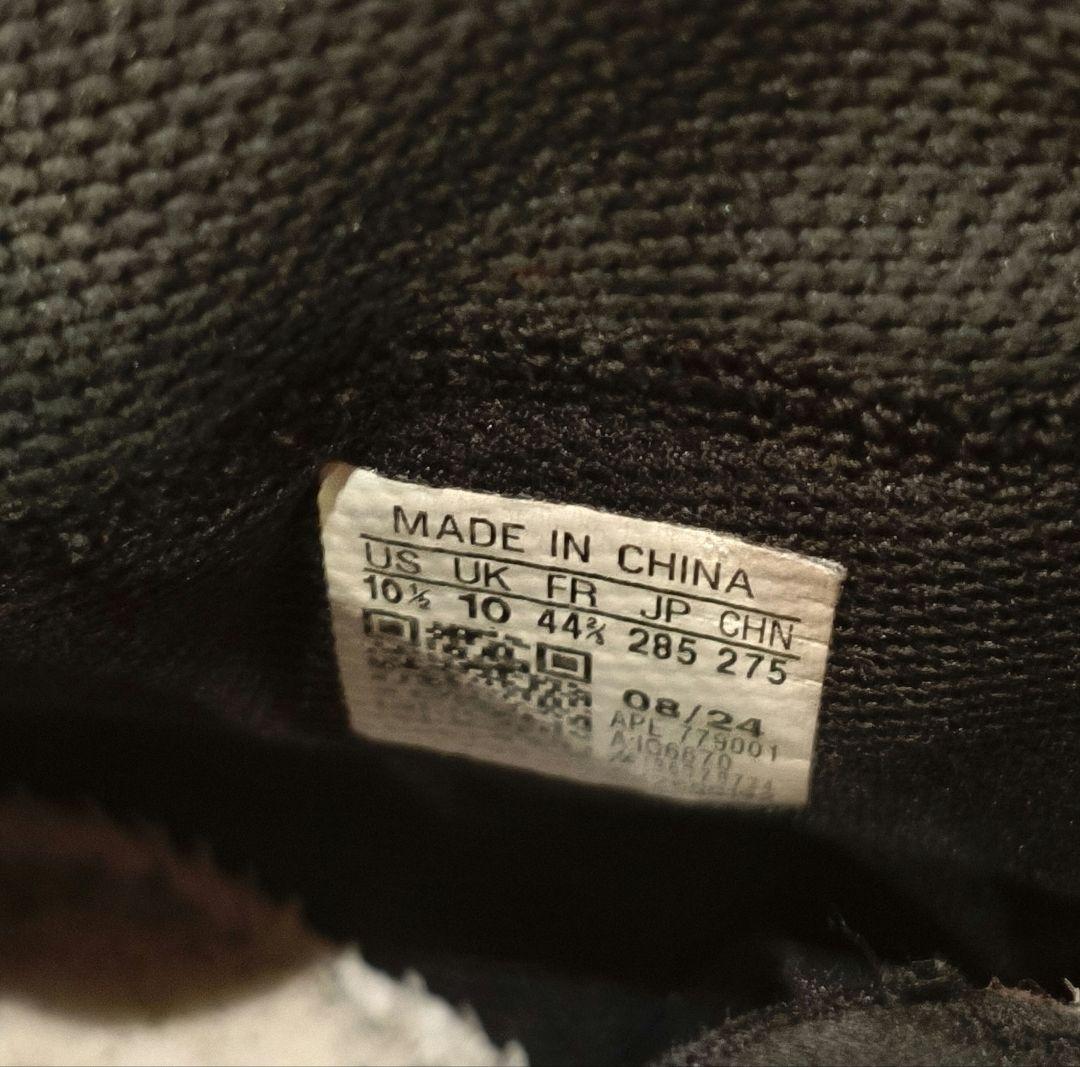 MADE IN CHINA
US UK FR JP CHN
10½ 10 44⅔ 285 275
08/24
APL 779001